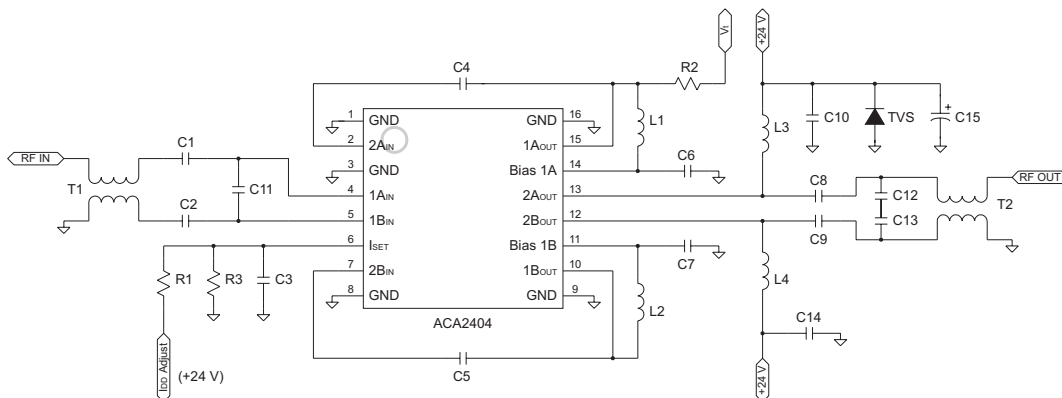 Vt
+24 V
C4
R2
1
GND
2
2AIN
3
GND
4
1AIN
5
1BIN
6
ISET
7
2BIN
8
GND
16
GND
15
1AOUT
14
Bias 1A
13
2AOUT
12
2BOUT
11
Bias 1B
10
1BOUT
9
GND
ACA2404
L1
L3
C10
TVS
+
C15
C6
RF IN
C1
T1
C11
C2
C8
C12
RF OUT
C13
T2
C9
R1
R3
C3
C7
L2
L4
C14
C5
IDD Adjust
(+24 V)
+24 V